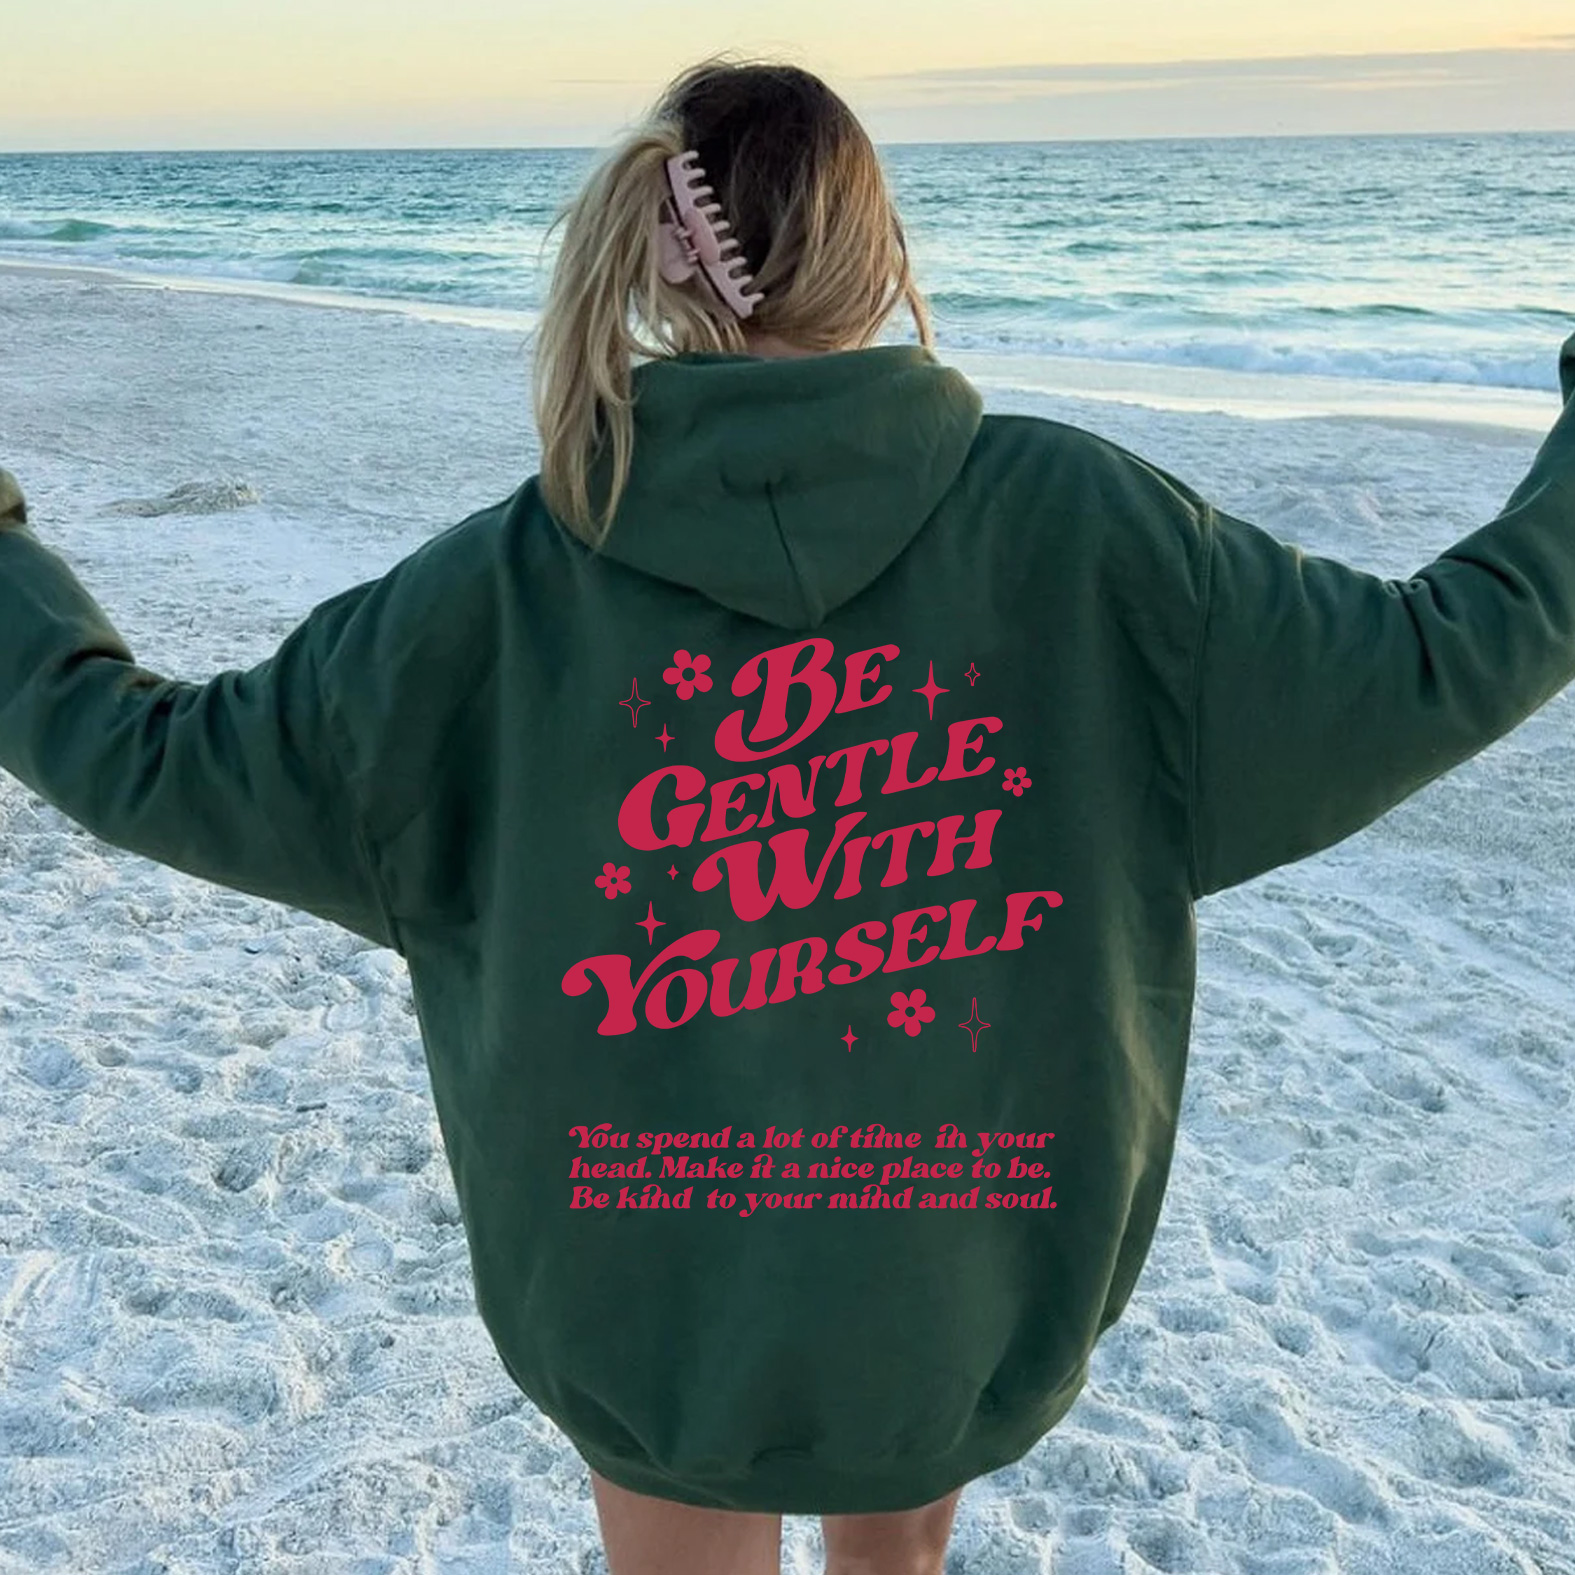 Be
Gentle
With
Yourself
You spend a lot of time in your
head. Make it a nice place to be.
Be kind to your mind and soul.